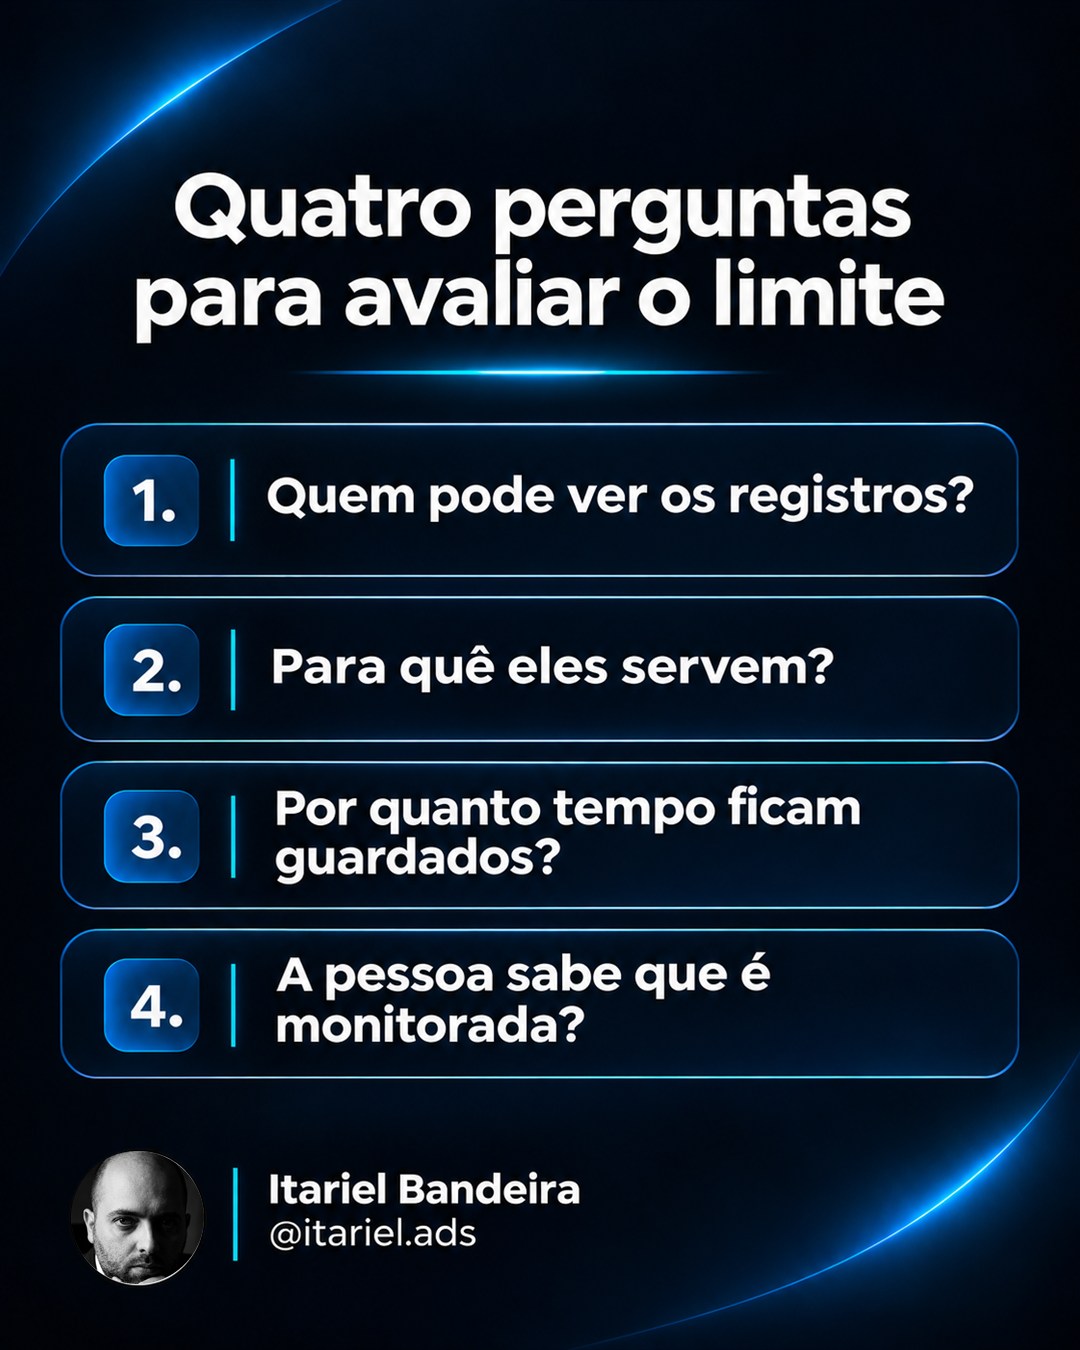 Quatro perguntas
para avaliar o limite
1.
Quem pode ver os registros?
2.
Para quê eles servem?
3.
Por quanto tempo ficam
guardados?
4.
A pessoa sabe que é
monitorada?
Itariel Bandeira
@itariel.ads